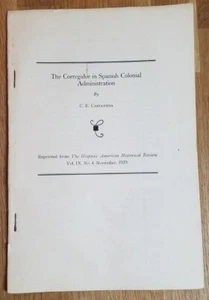 The Corregidor in Spanish Colonial
Administration
By
C. E. Castañeda
Reprinted from The Hispanic American Historical Review
Vol. IX, No. 4, November, 1929